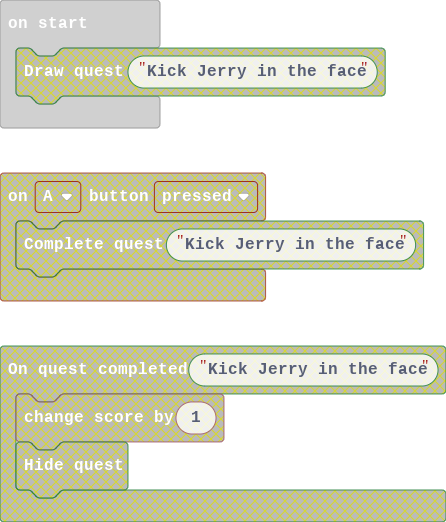 on start
Draw quest "Kick Jerry in the face"
on A button pressed
Complete quest "Kick Jerry in the face"
On quest completed "Kick Jerry in the face"
change score by 1
Hide quest